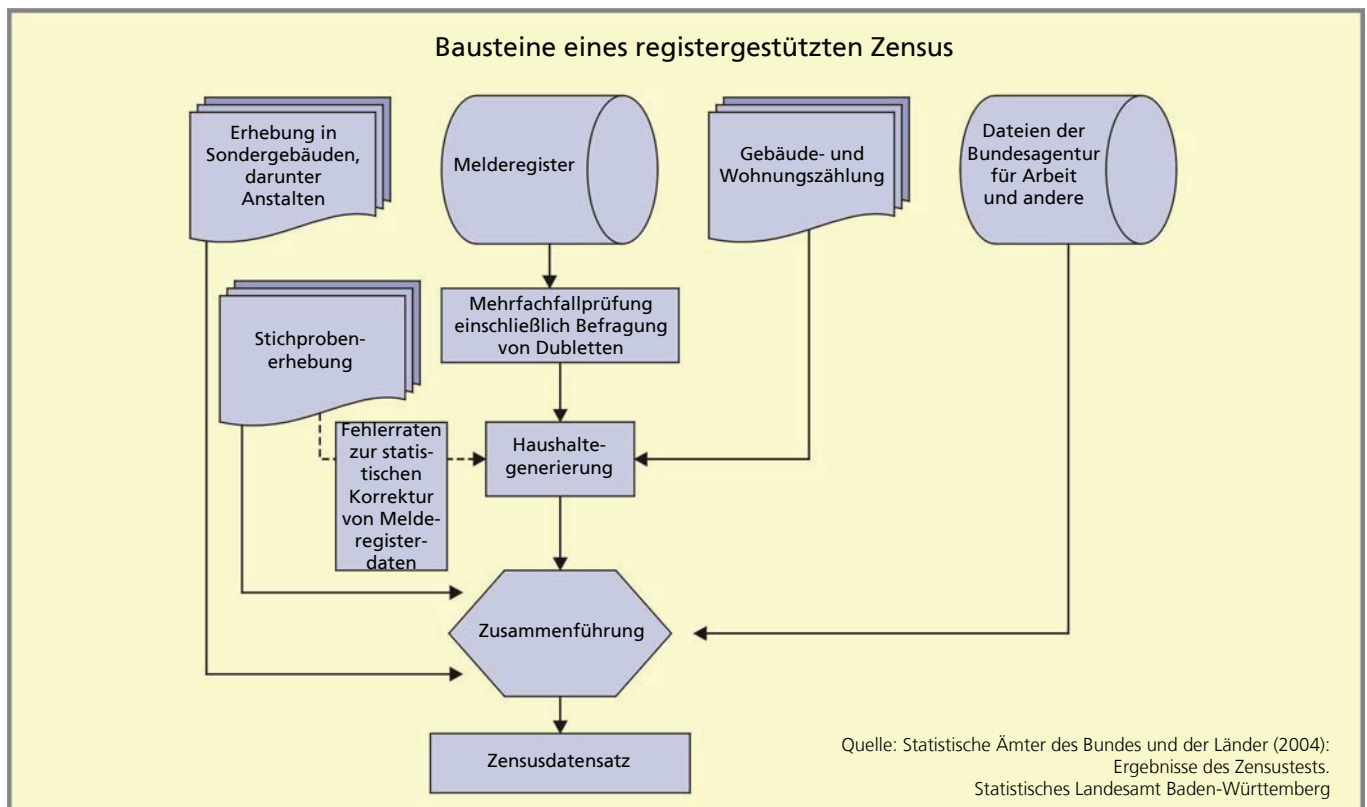 Bausteine eines registergestützten Zensus
Erhebung in
Sondergebäuden,
darunter
Anstalten
Melderegister
Gebäude- und
Wohnungszählung
Dateien der
Bundesagentur
für Arbeit
und andere
Stichproben-
erhebung
Mehrfachfallprüfung
einschließlich Befragung
von Dubletten
Fehlerraten
zur statis-
tischen
Korrektur
von Melde-
register-
daten
Haushalte-
generierung
Zusammenführung
Zensusdatensatz
Quelle: Statistische Ämter des Bundes und der Länder (2004):
Ergebnisse des Zensustests.
Statistisches Landesamt Baden-Württemberg